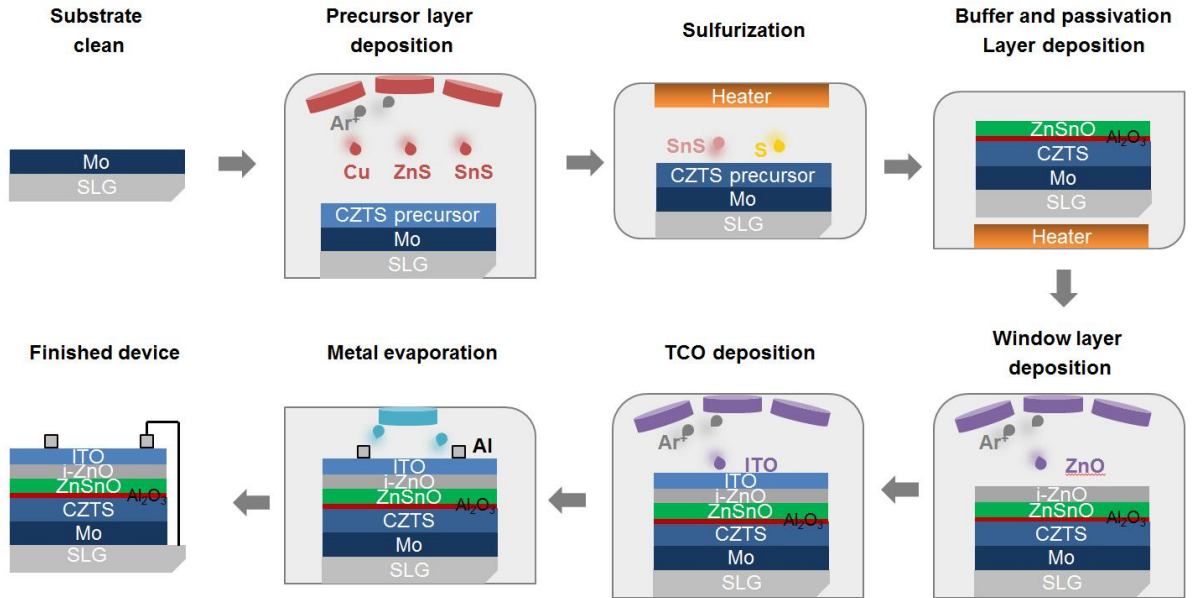 Substrate
clean
Mo
SLG
Precursor layer
deposition
Ar⁺
Cu ZnS SnS
CZTS precursor
Mo
SLG
Sulfurization
Heater
SnS S
CZTS precursor
Mo
SLG
Buffer and passivation
Layer deposition
ZnSnO
Al₂O₃
CZTS
Mo
SLG
Heater
Window layer
deposition
Ar⁺
ZnO
i-ZnO
ZnSnO
Al₂O₃
CZTS
Mo
SLG
TCO deposition
Ar⁺
ITO
ITO
i-ZnO
ZnSnO
Al₂O₃
CZTS
Mo
SLG
Metal evaporation
Al
ITO
i-ZnO
ZnSnO
Al₂O₃
CZTS
Mo
SLG
Finished device
ITO
i-ZnO
ZnSnO
Al₂O₃
CZTS
Mo
SLG